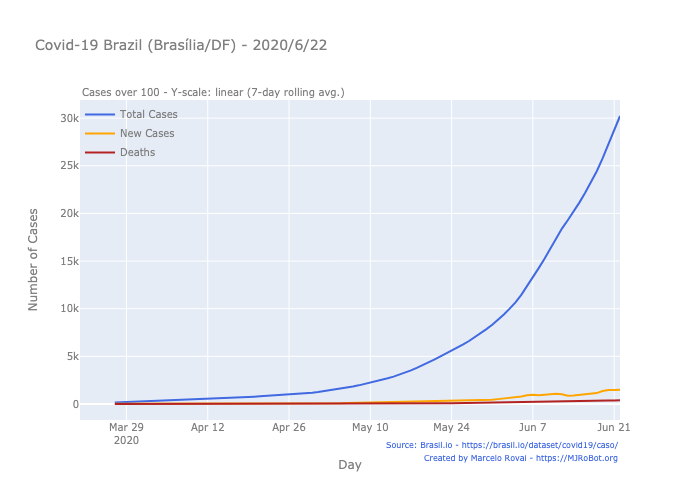 Covid-19 Brazil (Brasília/DF) - 2020/6/22
Cases over 100 - Y-scale: linear (7-day rolling avg.)
Total Cases
New Cases
Deaths
30k
25k
20k
15k
10k
5k
0
Number of Cases
Mar 29
2020
Apr 12
Apr 26
May 10
May 24
Jun 7
Jun 21
Day
Source: Brasil.io - https://brasil.io/dataset/covid19/caso/
Created by Marcelo Rovai - https://MJRoBot.org